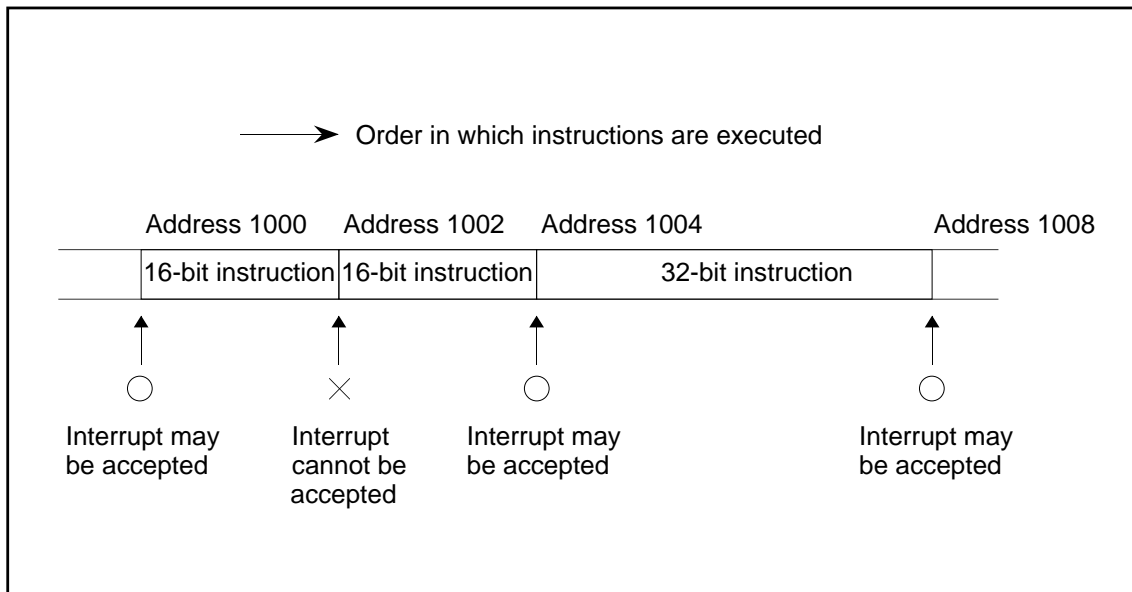 Order in which instructions are executed
Address 1000 Address 1002 Address 1004 Address 1008
16-bit instruction 16-bit instruction 32-bit instruction
Interrupt may
be accepted
Interrupt
cannot be
accepted
Interrupt may
be accepted
Interrupt may
be accepted